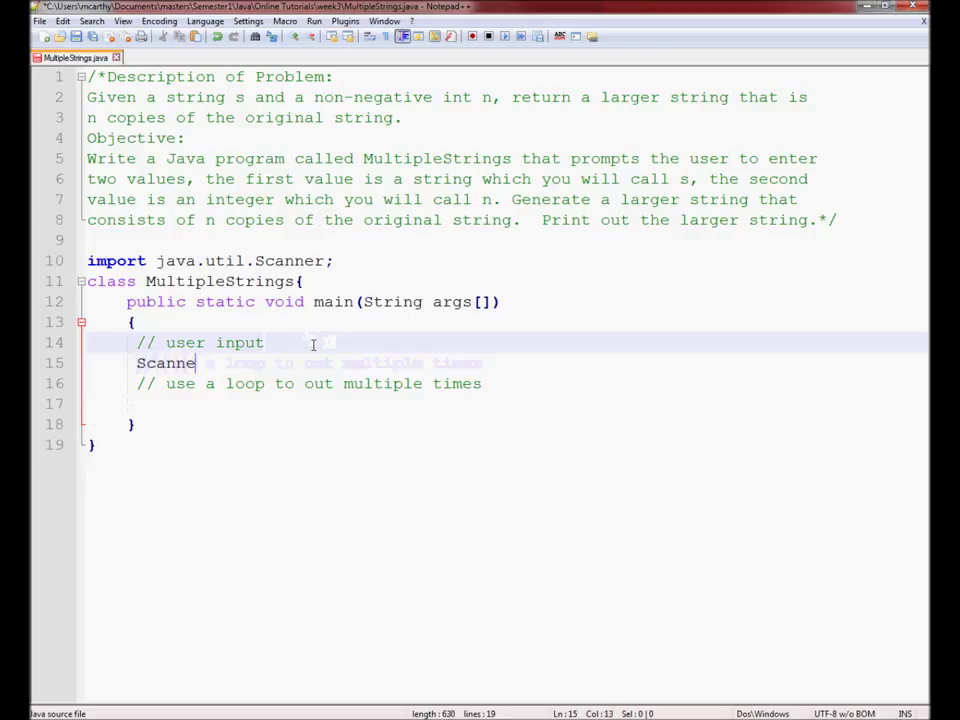 *C:\Users\mcarthy\Documents\masters\Semester1\Java\Online Tutorials\week3\MultipleStrings.java - Notepad++
File Edit Search View Encoding Language Settings Macro Run Plugins Window ?
X
MultipleStrings.java
1 /*Description of Problem:
2 Given a string s and a non-negative int n, return a larger string that is
3 n copies of the original string.
4 Objective:
5 Write a Java program called MultipleStrings that prompts the user to enter
6 two values, the first value is a string which you will call s, the second
7 value is an integer which you will call n. Generate a larger string that
8 consists of n copies of the original string.  Print out the larger string.*/
9
10 import java.util.Scanner;
11 class MultipleStrings{
12 public static void main(String args[])
13 {
14 // user input
15 Scanne
16 // use a loop to out multiple times
17
18 }
19 }
Java source file length : 630 lines : 19 Ln : 15 Col : 13 Sel : 0 | 0 Dos\Windows UTF-8 w/o BOM INS